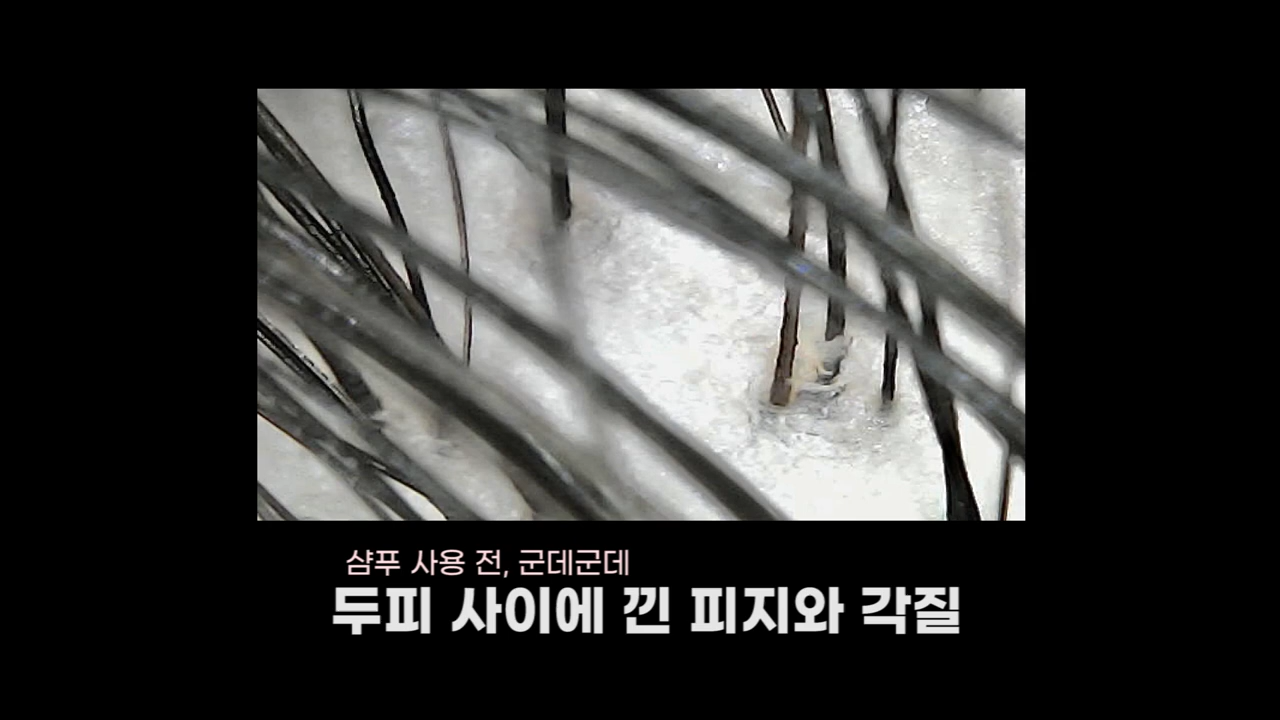 샴푸 사용 전, 군데군데
두피 사이에 낀 피지와 각질